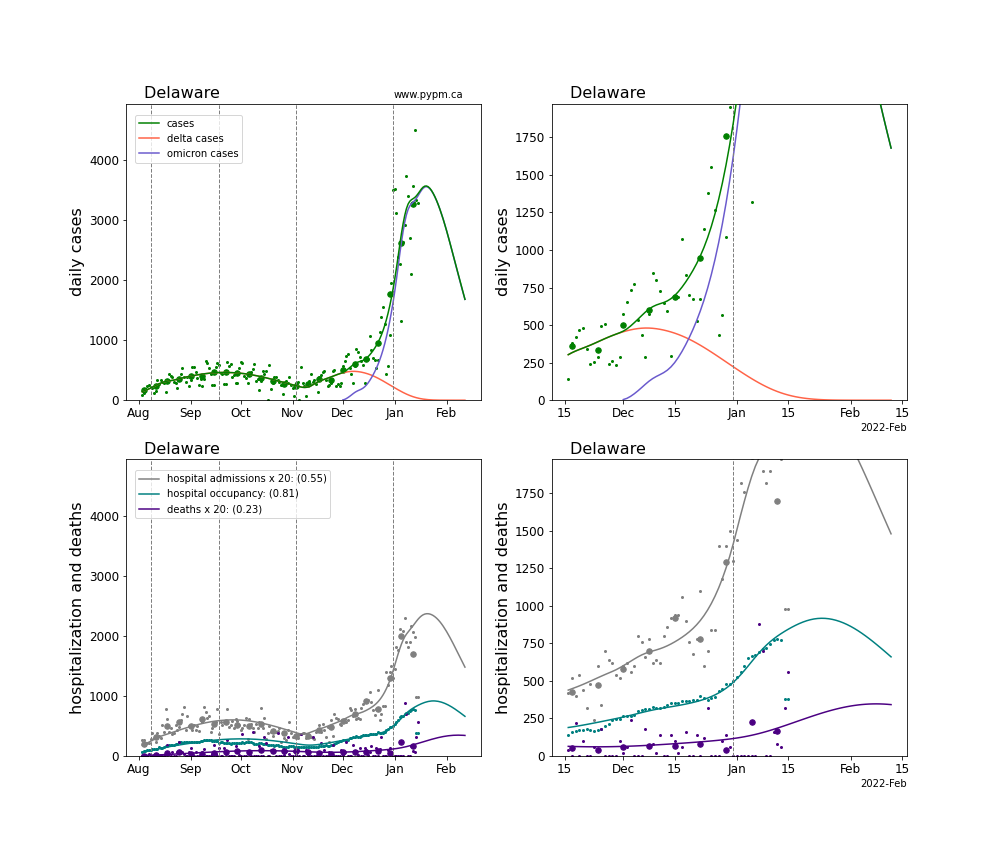 Delaware
www.pypm.ca
Delaware
cases
delta cases
omicron cases
daily cases
4000
3000
2000
1000
0
Aug Sep Oct Nov Dec Jan Feb
daily cases
1750
1500
1250
1000
750
500
250
0
15 Dec 15 Jan 15 Feb 15
2022-Feb
Delaware
Delaware
hospital admissions x 20: (0.55)
hospital occupancy: (0.81)
deaths x 20: (0.23)
hospitalization and deaths
4000
3000
2000
1000
0
Aug Sep Oct Nov Dec Jan Feb
hospitalization and deaths
1750
1500
1250
1000
750
500
250
0
15 Dec 15 Jan 15 Feb 15
2022-Feb